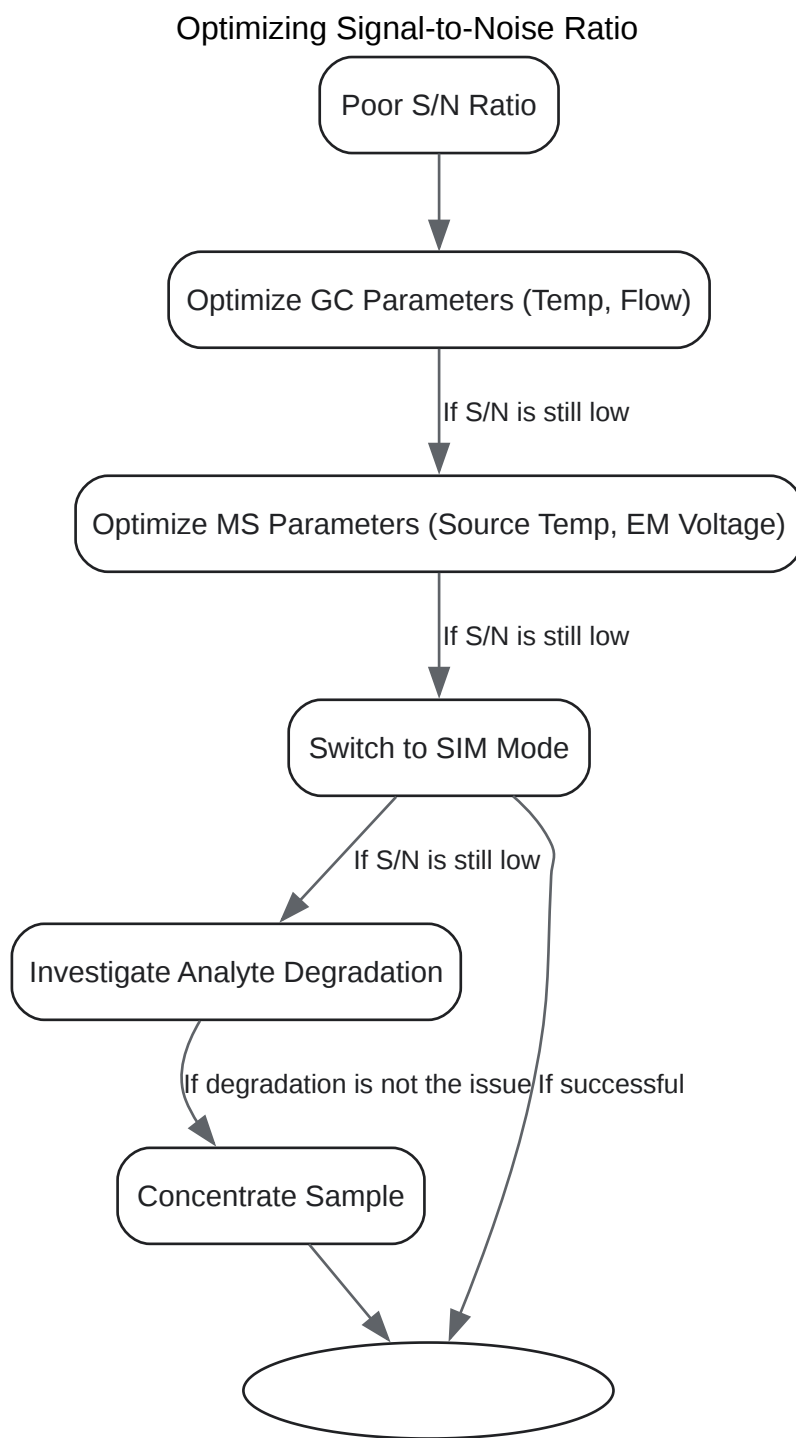 Optimizing Signal-to-Noise Ratio
Poor S/N Ratio
Optimize GC Parameters (Temp, Flow)
If S/N is still low
Optimize MS Parameters (Source Temp, EM Voltage)
If S/N is still low
Switch to SIM Mode
If S/N is still low
Investigate Analyte Degradation
If degradation is not the issue
If successful
Concentrate Sample